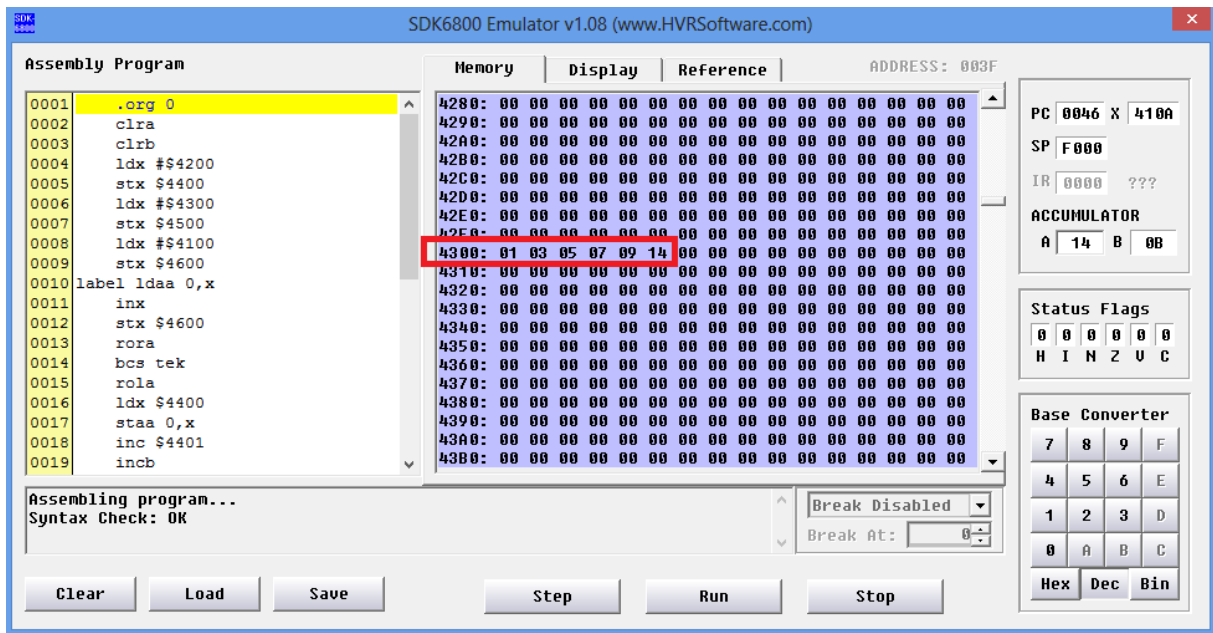 SDK-6800
SDK6800 Emulator v1.08 (www.HVRSoftware.com)
Assembly Program
0001 .org 0
0002 clra
0003 clrb
0004 ldx #$4200
0005 stx $4400
0006 ldx #$4300
0007 stx $4500
0008 ldx #$4100
0009 stx $4600
0010 label ldaa 0,x
0011 inx
0012 stx $4600
0013 rora
0014 bcs tek
0015 rola
0016 ldx $4400
0017 staa 0,x
0018 inc $4401
0019 incb
Memory Display Reference ADDRESS: 003F
4280: 00 00 00 00 00 00 00 00 00 00 00 00 00 00 00 00
4290: 00 00 00 00 00 00 00 00 00 00 00 00 00 00 00 00
42A0: 00 00 00 00 00 00 00 00 00 00 00 00 00 00 00 00
42B0: 00 00 00 00 00 00 00 00 00 00 00 00 00 00 00 00
42C0: 00 00 00 00 00 00 00 00 00 00 00 00 00 00 00 00
42D0: 00 00 00 00 00 00 00 00 00 00 00 00 00 00 00 00
42E0: 00 00 00 00 00 00 00 00 00 00 00 00 00 00 00 00
42F0: 00 00 00 00 00 00 00 00 00 00 00 00 00 00 00 00
4300: 01 03 05 07 09 14 00 00 00 00 00 00 00 00 00 00
4310: 00 00 00 00 00 00 00 00 00 00 00 00 00 00 00 00
4320: 00 00 00 00 00 00 00 00 00 00 00 00 00 00 00 00
4330: 00 00 00 00 00 00 00 00 00 00 00 00 00 00 00 00
4340: 00 00 00 00 00 00 00 00 00 00 00 00 00 00 00 00
4350: 00 00 00 00 00 00 00 00 00 00 00 00 00 00 00 00
4360: 00 00 00 00 00 00 00 00 00 00 00 00 00 00 00 00
4370: 00 00 00 00 00 00 00 00 00 00 00 00 00 00 00 00
4380: 00 00 00 00 00 00 00 00 00 00 00 00 00 00 00 00
4390: 00 00 00 00 00 00 00 00 00 00 00 00 00 00 00 00
43A0: 00 00 00 00 00 00 00 00 00 00 00 00 00 00 00 00
43B0: 00 00 00 00 00 00 00 00 00 00 00 00 00 00 00 00
PC 0046 X 410A
SP F000
IR 0000 ???
ACCUMULATOR
A 14 B 0B
Status Flags
0 0 0 0 0 0
H I N Z V C
Base Converter
7 8 9 F
4 5 6 E
1 2 3 D
0 A B C
Hex Dec Bin
Assembling program...
Syntax Check: OK
Break Disabled
Break At: 0
Clear Load Save Step Run Stop